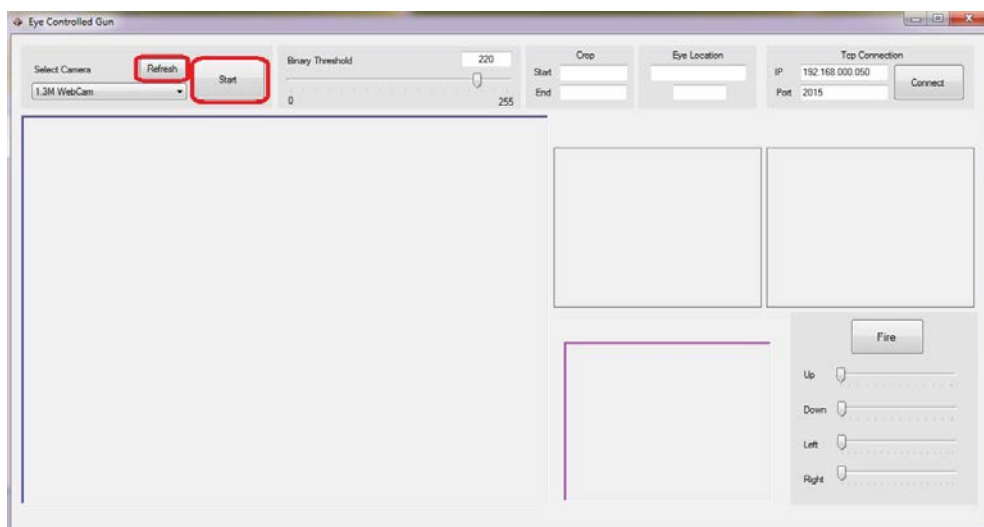 Eye Controlled Gun
Select Camera
Refresh
Start
1.3M WebCam
Binary Threshold
220
0
255
Crop
Start
End
Eye Location
Tcp Connection
IP 192.168.000.050
Port 2015
Connect
Fire
Up
Down
Left
Right